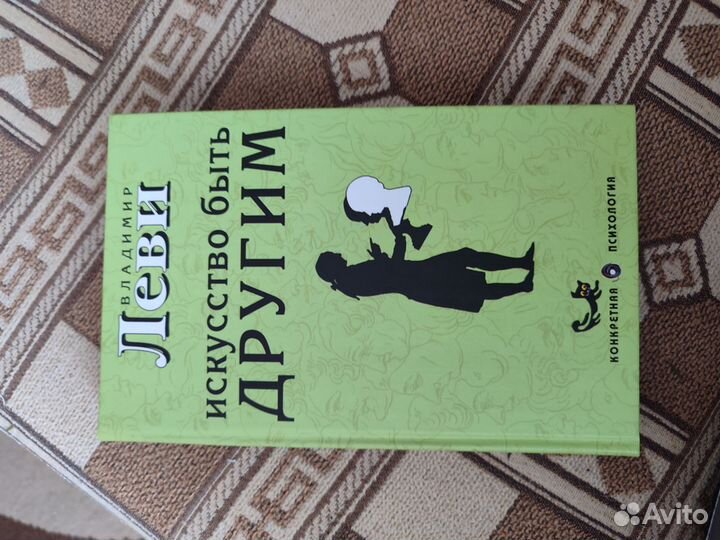 ВЛАДИМИР
Леви
искусство быть
ДРУГИМ
КОНКРЕТНАЯ ПСИХОЛОГИЯ
Avito